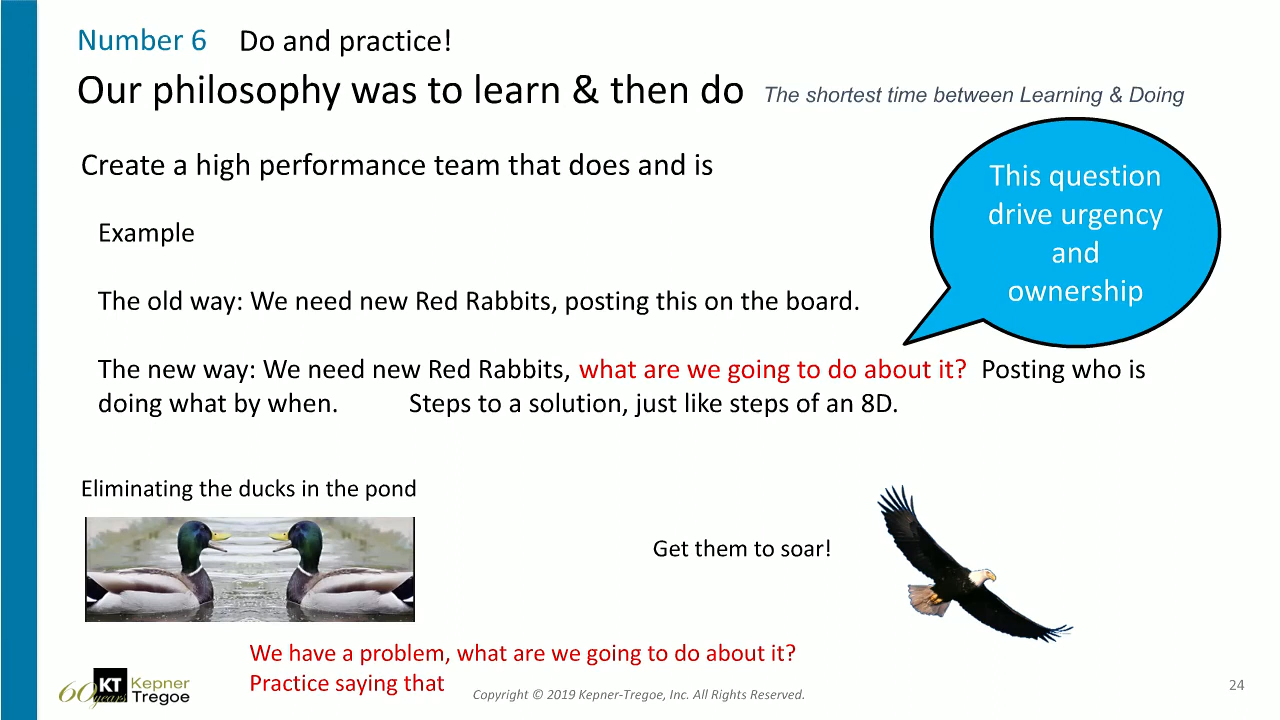 Number 6 Do and practice!
Our philosophy was to learn & then do The shortest time between Learning & Doing
Create a high performance team that does and is
This question
drive urgency
and
ownership
Example
The old way: We need new Red Rabbits, posting this on the board.
The new way: We need new Red Rabbits, what are we going to do about it? Posting who is
doing what by when. Steps to a solution, just like steps of an 8D.
Eliminating the ducks in the pond
Get them to soar!
We have a problem, what are we going to do about it?
Practice saying that
60 years KT Kepner
Tregoe
Copyright © 2019 Kepner-Tregoe, Inc. All Rights Reserved.
24